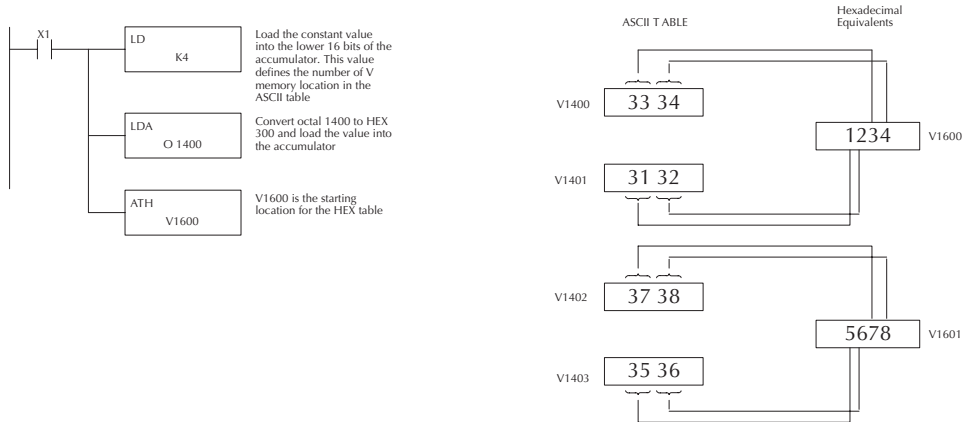 X1
LD
K4
Load the constant value
into the lower 16 bits of the
accumulator. This value
defines the number of V
memory location in the
ASCII table
LDA
O 1400
Convert octal 1400 to HEX
300 and load the value into
the accumulator
ATH
V1600
V1600 is the starting
location for the HEX table
ASCII T ABLE
Hexadecimal
Equivalents
V1400
33 34
1234
V1600
V1401
31 32
V1402
37 38
5678
V1601
V1403
35 36